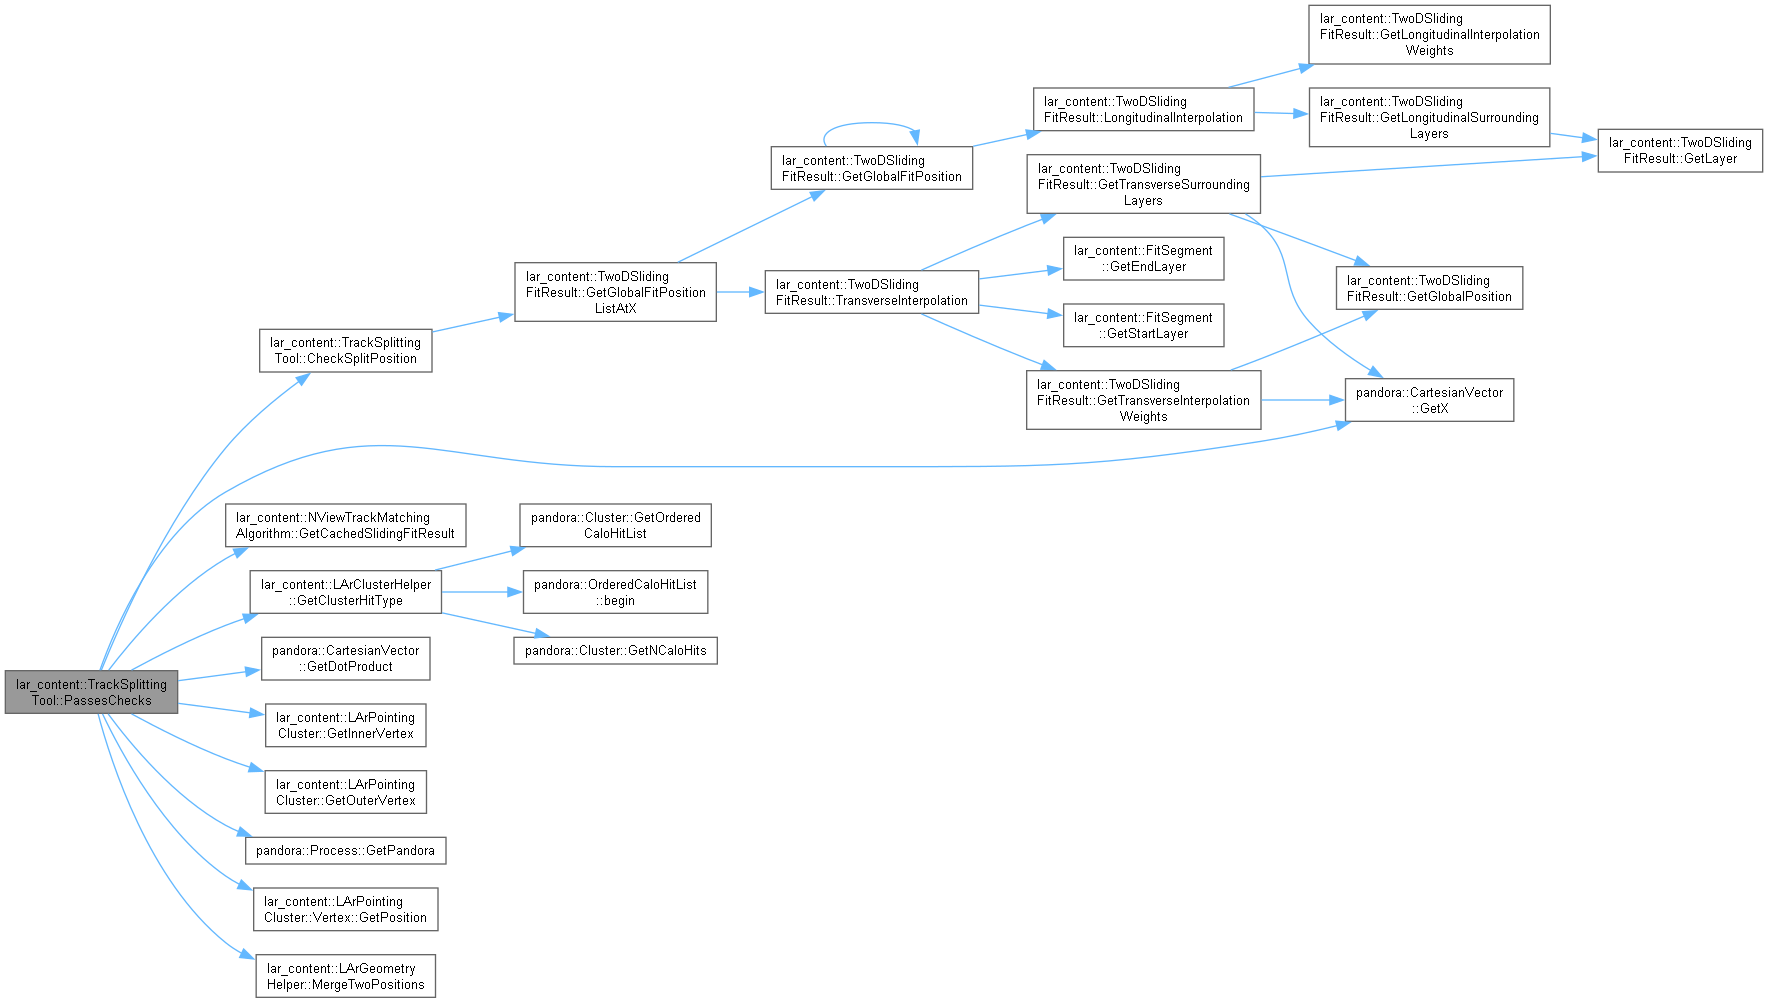 lar_content::TwoDSliding
FitResult::GetLongitudinalInterpolation
Weights
lar_content::TwoDSliding
FitResult::LongitudinalInterpolation
lar_content::TwoDSliding
FitResult::GetLongitudinalSurrounding
Layers
lar_content::TwoDSliding
FitResult::GetLayer
lar_content::TwoDSliding
FitResult::GetGlobalFitPosition
lar_content::TwoDSliding
FitResult::GetTransverseSurrounding
Layers
lar_content::FitSegment
::GetEndLayer
lar_content::TwoDSliding
FitResult::GetGlobalFitPosition
ListAtX
lar_content::TwoDSliding
FitResult::TransverseInterpolation
lar_content::TwoDSliding
FitResult::GetGlobalPosition
lar_content::FitSegment
::GetStartLayer
lar_content::TrackSplitting
Tool::CheckSplitPosition
lar_content::TwoDSliding
FitResult::GetTransverseInterpolation
Weights
pandora::CartesianVector
::GetX
lar_content::NViewTrackMatching
Algorithm::GetCachedSlidingFitResult
pandora::Cluster::GetOrdered
CaloHitList
lar_content::LArClusterHelper
::GetClusterHitType
pandora::OrderedCaloHitList
::begin
pandora::Cluster::GetNCaloHits
pandora::CartesianVector
::GetDotProduct
lar_content::TrackSplitting
Tool::PassesChecks
lar_content::LArPointing
Cluster::GetInnerVertex
lar_content::LArPointing
Cluster::GetOuterVertex
pandora::Process::GetPandora
lar_content::LArPointing
Cluster::Vertex::GetPosition
lar_content::LArGeometry
Helper::MergeTwoPositions